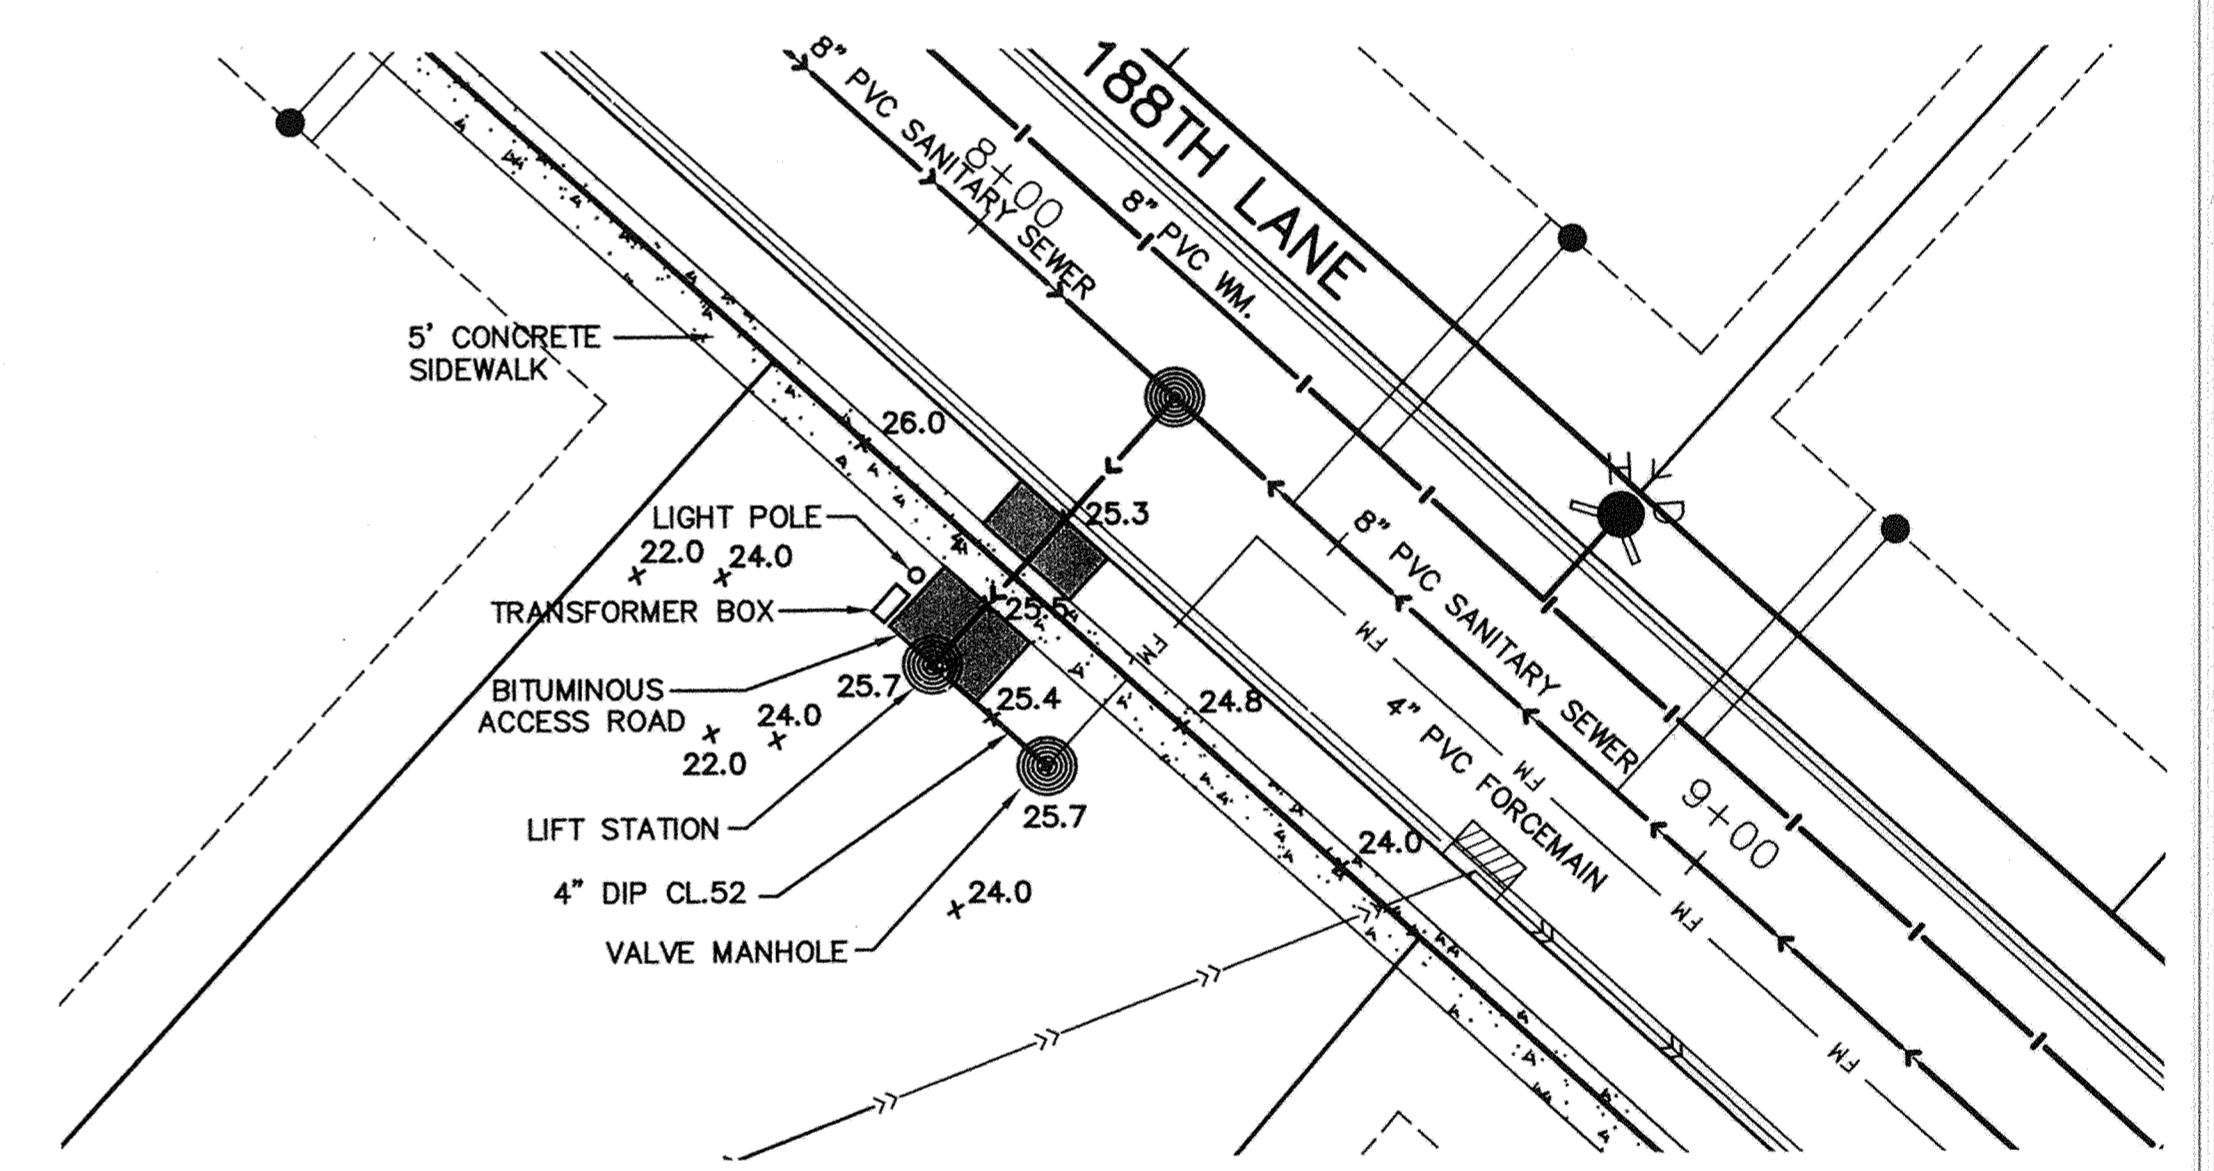 8" PVC SANITARY SEWER
8+00
188TH LANE
8" PVC WM.
5' CONCRETE
SIDEWALK
26.0
HYD
LIGHT POLE
25.3
22.0
24.0
8" PVC SANITARY SEWER
TRANSFORMER BOX
25.5
FM
FM
BITUMINOUS
ACCESS ROAD
25.7
25.4
24.8
4" PVC FORCEMAIN
24.0
22.0
FM
9+00
LIFT STATION
25.7
24.0
4" DIP CL.52
24.0
FM
VALVE MANHOLE
FM